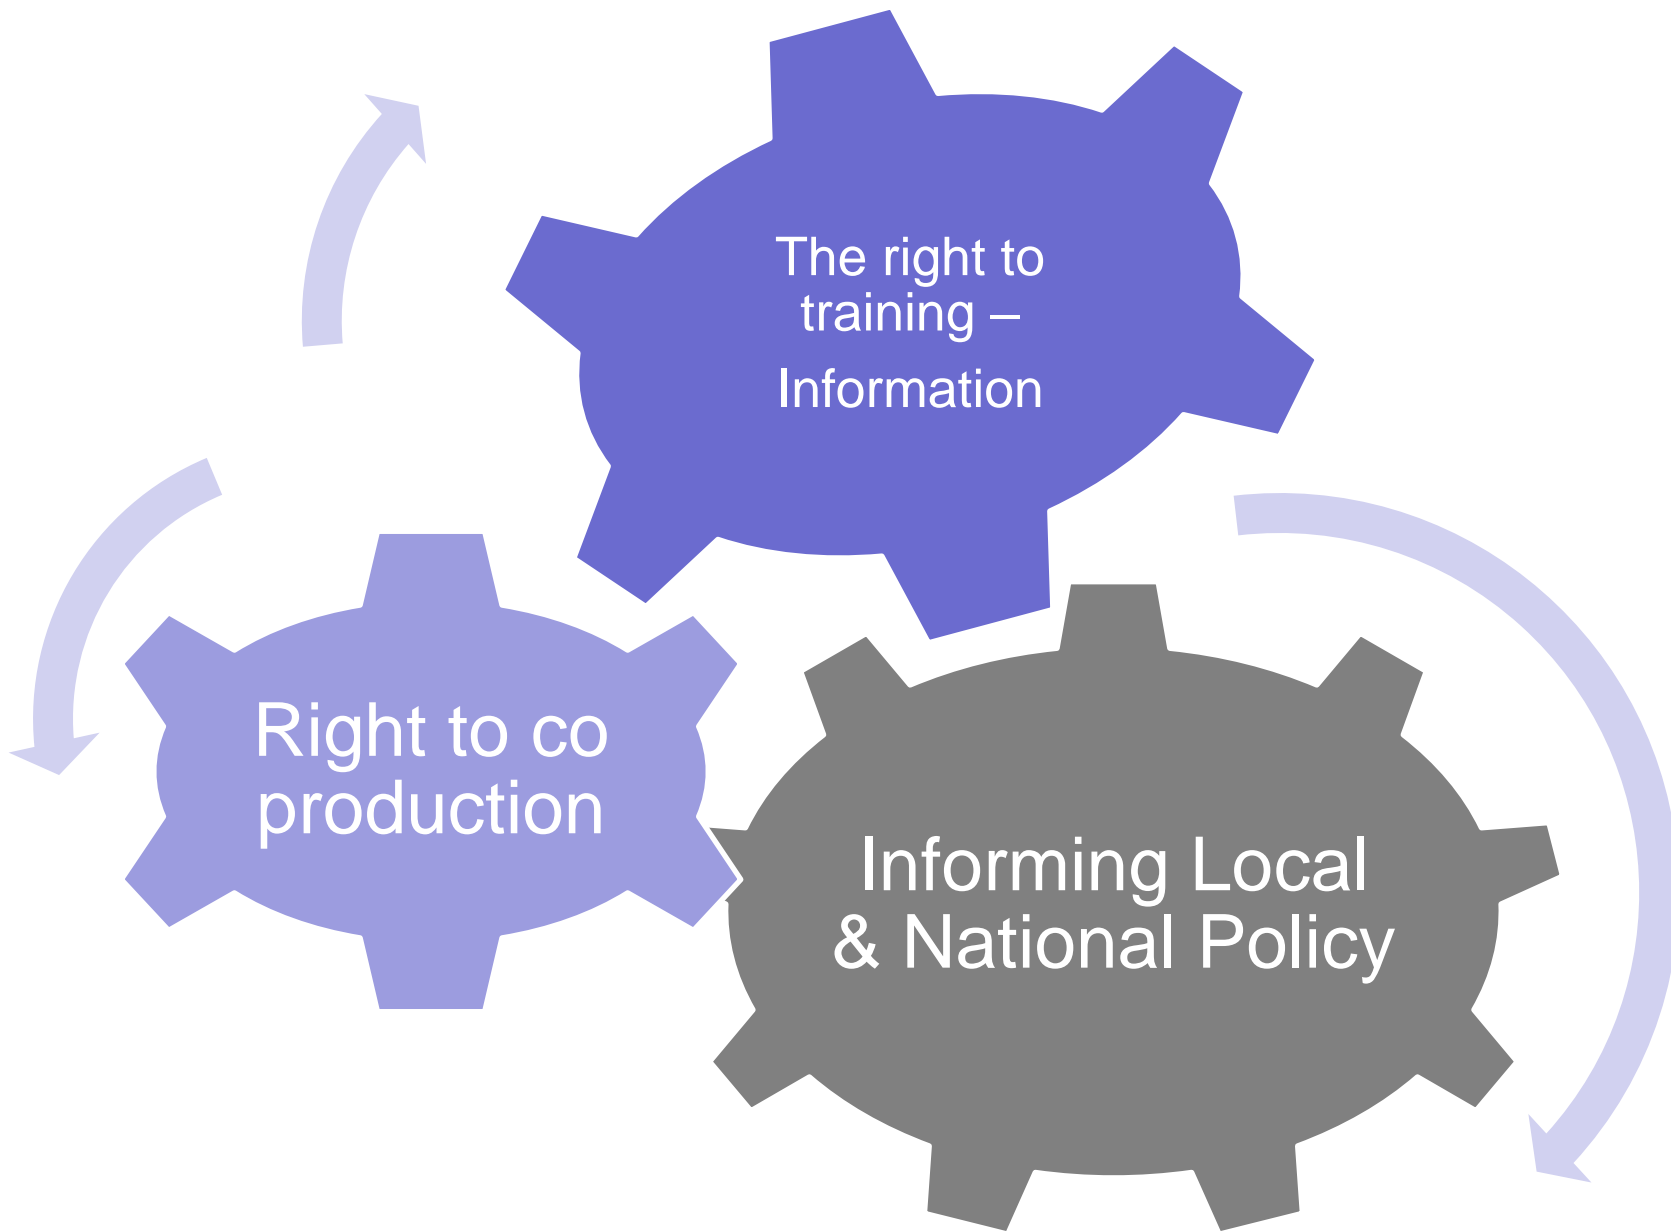 The right to
training –
Information
Right to co
production
Informing Local
& National Policy